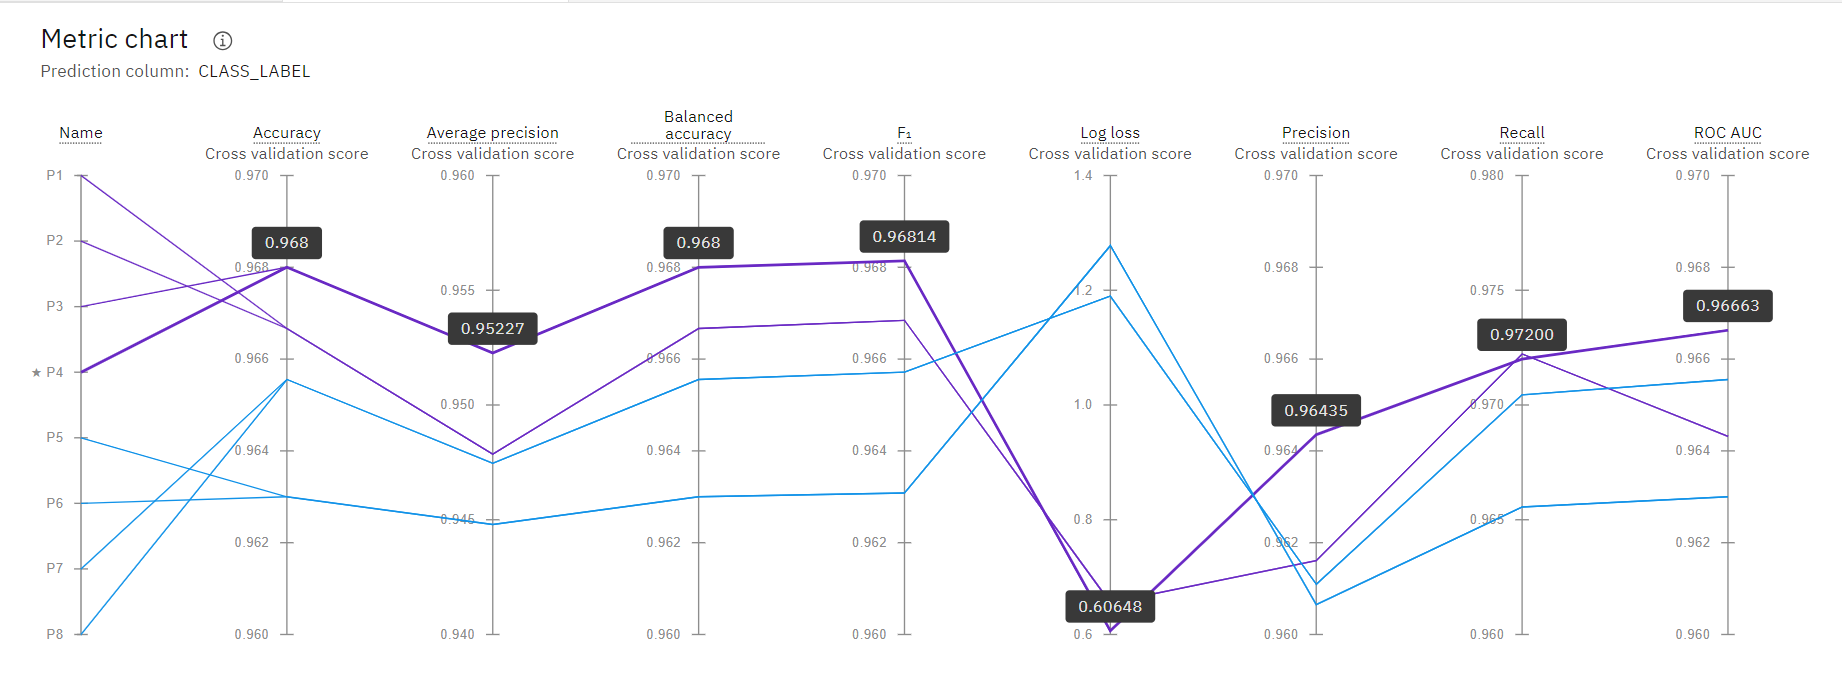 Metric chart
Prediction column: CLASS_LABEL
Name
Accuracy
Cross validation score
Average precision
Cross validation score
Balanced
accuracy
Cross validation score
F₁
Cross validation score
Log loss
Cross validation score
Precision
Cross validation score
Recall
Cross validation score
ROC AUC
Cross validation score
P1
P2
P3
★ P4
P5
P6
P7
P8
0.970
0.968
0.968
0.966
0.964
0.962
0.960
0.960
0.955
0.95227
0.950
0.945
0.940
0.970
0.968
0.968
0.966
0.964
0.962
0.960
0.970
0.96814
0.968
0.966
0.964
0.962
0.960
1.4
1.2
1.0
0.8
0.60648
0.6
0.970
0.968
0.966
0.96435
0.964
0.962
0.960
0.980
0.975
0.97200
0.970
0.965
0.960
0.970
0.968
0.96663
0.966
0.964
0.962
0.960